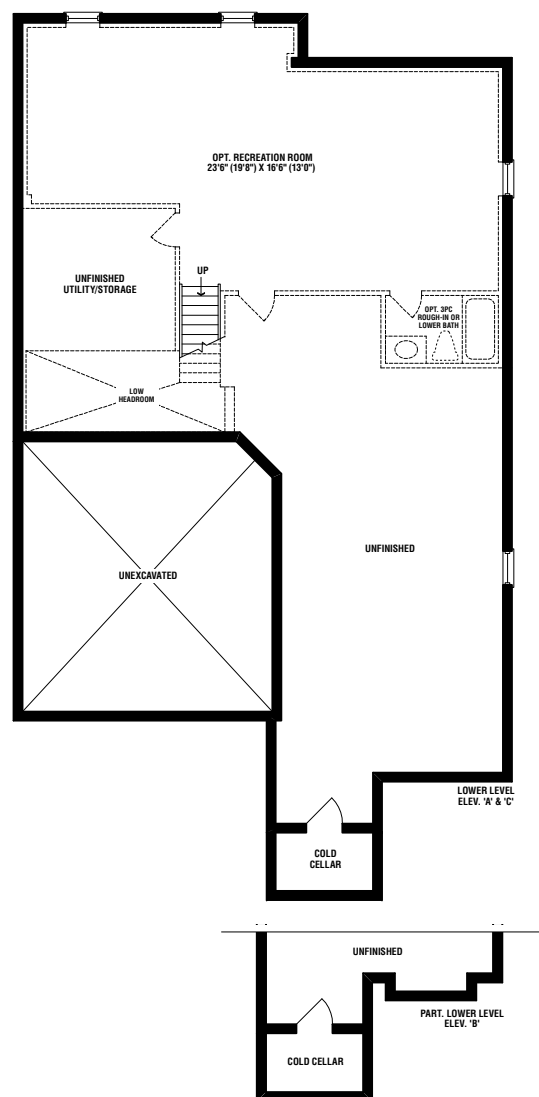 OPT. RECREATION ROOM
23'6" (19'8") X 16'6" (13'0")
UNFINISHED
UTILITY/STORAGE
UP
OPT. 3PC
ROUGH-IN OR
LOWER BATH
LOW
HEADROOM
UNFINISHED
UNEXCAVATED
LOWER LEVEL
ELEV. 'A' & 'C'
COLD
CELLAR
UNFINISHED
PART. LOWER LEVEL
ELEV. 'B'
COLD CELLAR